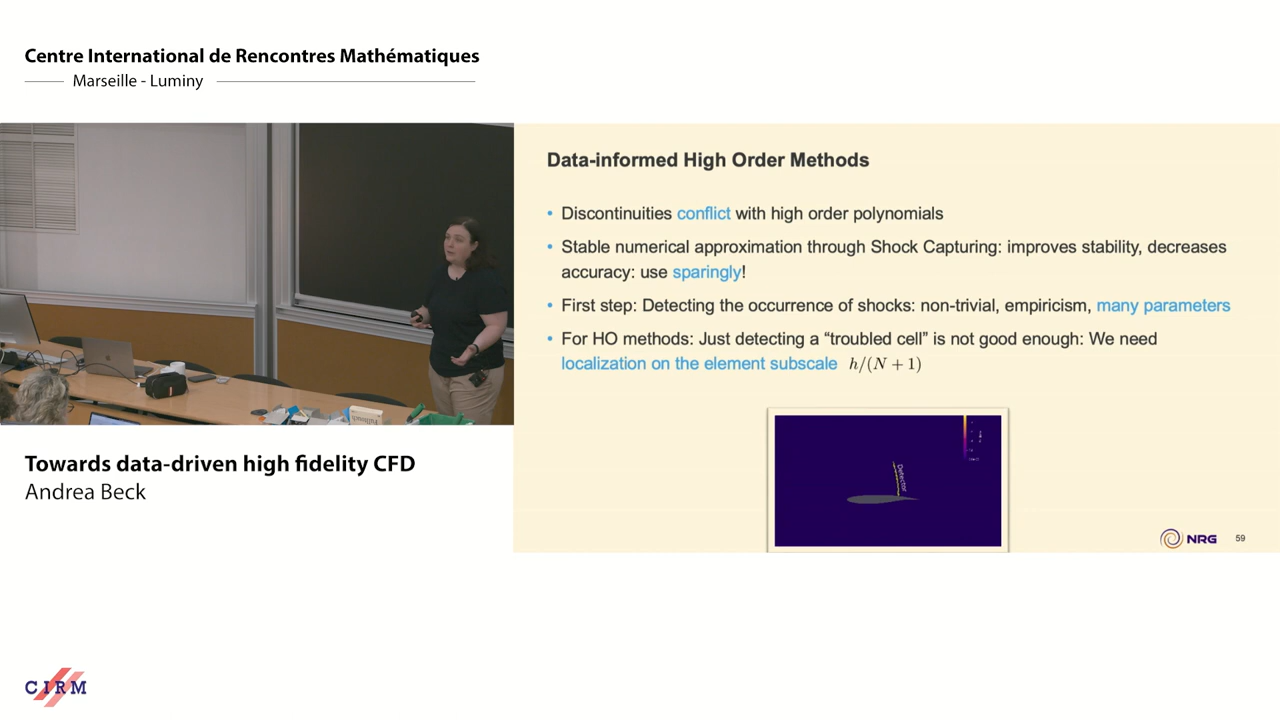 Centre International de Rencontres Mathématiques
Marseille - Luminy
Data-informed High Order Methods
• Discontinuities conflict with high order polynomials
• Stable numerical approximation through Shock Capturing: improves stability, decreases
accuracy: use sparingly!
• First step: Detecting the occurrence of shocks: non-trivial, empiricism, many parameters
• For HO methods: Just detecting a “troubled cell” is not good enough: We need
localization on the element subscale h/(N + 1)
Detector
NRG
59
Towards data-driven high fidelity CFD
Andrea Beck
CIRM